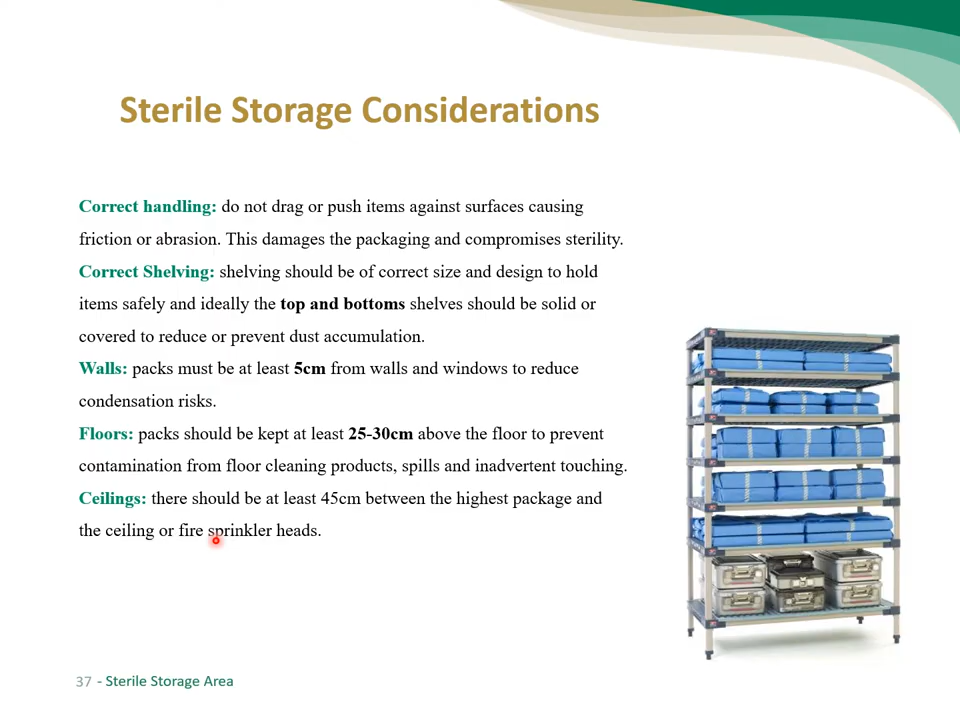 Sterile Storage Considerations
Correct handling: do not drag or push items against surfaces causing
friction or abrasion. This damages the packaging and compromises sterility.
Correct Shelving: shelving should be of correct size and design to hold
items safely and ideally the top and bottoms shelves should be solid or
covered to reduce or prevent dust accumulation.
Walls: packs must be at least 5cm from walls and windows to reduce
condensation risks.
Floors: packs should be kept at least 25-30cm above the floor to prevent
contamination from floor cleaning products, spills and inadvertent touching.
Ceilings: there should be at least 45cm between the highest package and
the ceiling or fire sprinkler heads.
37 - Sterile Storage Area